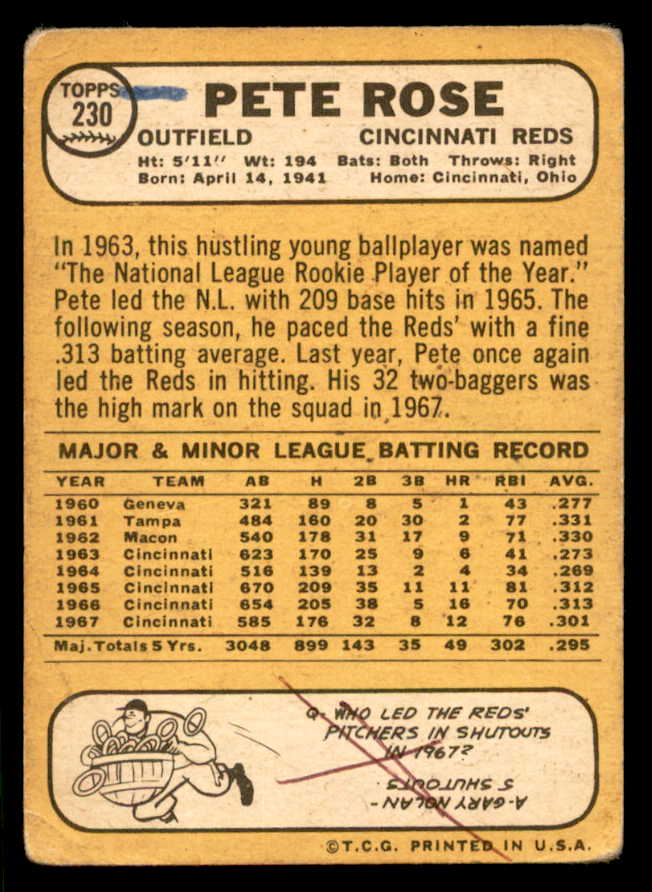 TOPPS
230
PETE ROSE
OUTFIELD CINCINNATI REDS
Ht: 5'11" Wt: 194 Bats: Both Throws: Right
Born: April 14, 1941 Home: Cincinnati, Ohio
In 1963, this hustling young ballplayer was named
"The National League Rookie Player of the Year."
Pete led the N.L. with 209 base hits in 1965. The
following season, he paced the Reds' with a fine
.313 batting average. Last year, Pete once again
led the Reds in hitting. His 32 two-baggers was
the high mark on the squad in 1967.
MAJOR & MINOR LEAGUE BATTING RECORD
YEAR TEAM AB H 2B 3B HR RBI AVG.
1960 Geneva 321 89 8 5 1 43 .277
1961 Tampa 484 160 20 30 2 77 .331
1962 Macon 540 178 31 17 9 71 .330
1963 Cincinnati 623 170 25 9 6 41 .273
1964 Cincinnati 516 139 13 2 4 34 .269
1965 Cincinnati 670 209 35 11 11 81 .312
1966 Cincinnati 654 205 38 5 16 70 .313
1967 Cincinnati 585 176 32 8 12 76 .301
Maj. Totals 5 Yrs. 3048 899 143 35 49 302 .295
Q- WHO LED THE REDS'
PITCHERS IN SHUTOUTS
IN 1967?
A-GARY NOLAN -
5 SHUTOUTS.
©T.C.G. PRINTED IN U.S.A.